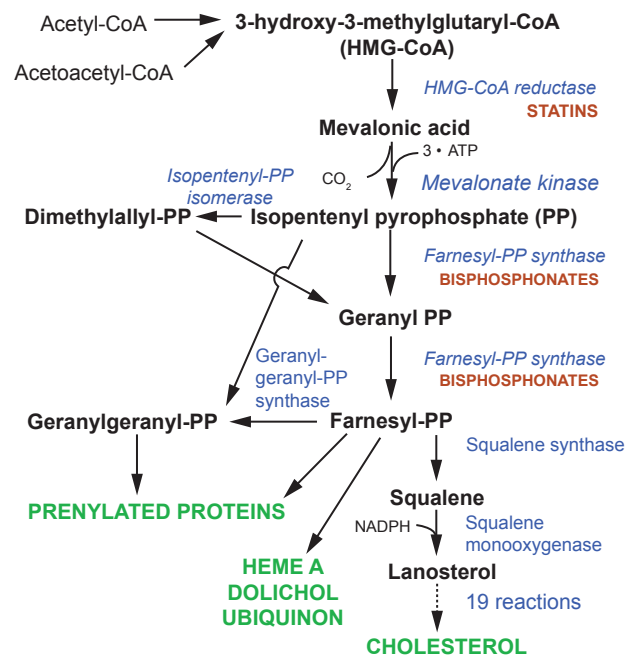 Acetyl-CoA
3-hydroxy-3-methylglutaryl-CoA
(HMG-CoA)
Acetoacetyl-CoA
HMG-CoA reductase
STATINS
Mevalonic acid
3 • ATP
CO2
Mevalonate kinase
Isopentenyl-PP
isomerase
Dimethylallyl-PP
Isopentenyl pyrophosphate (PP)
Farnesyl-PP synthase
BISPHOSPHONATES
Geranyl PP
Geranyl-
geranyl-PP
synthase
Farnesyl-PP synthase
BISPHOSPHONATES
Geranylgeranyl-PP
Farnesyl-PP
Squalene synthase
PRENYLATED PROTEINS
Squalene
NADPH
Squalene
monooxygenase
HEME A
DOLICHOL
UBIQUINON
Lanosterol
19 reactions
CHOLESTEROL